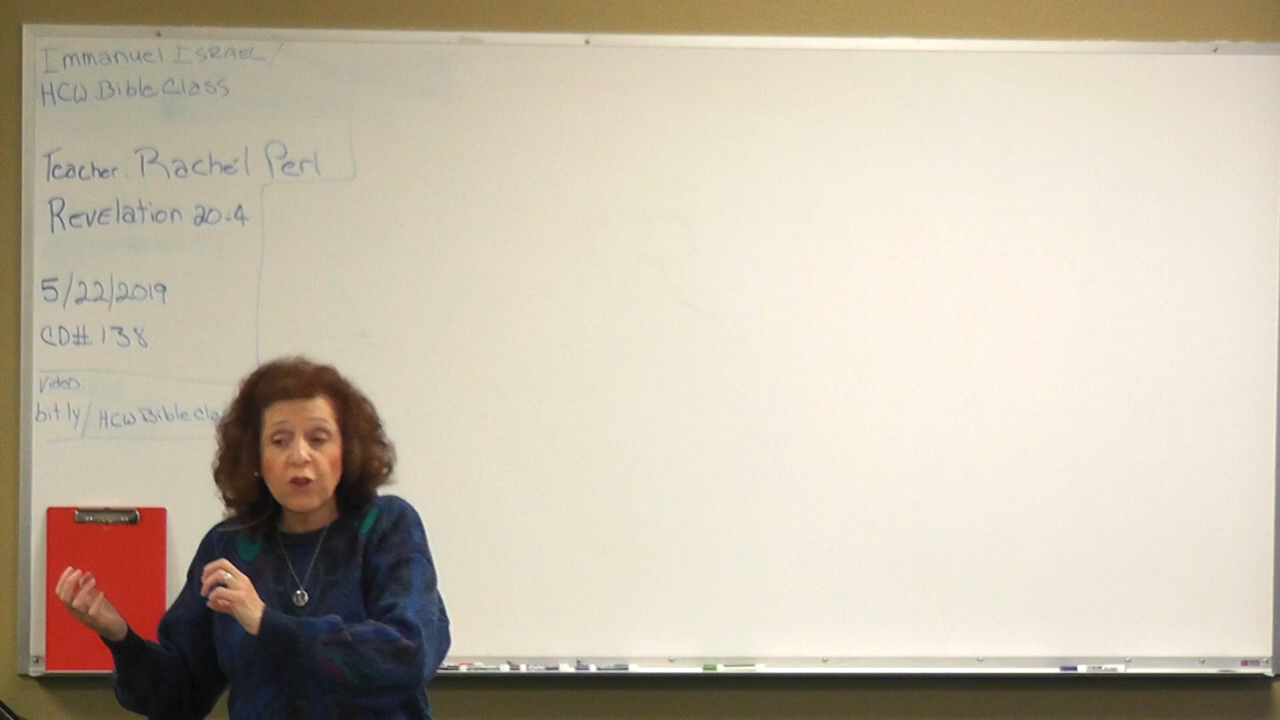 Immanuel ISRAEL/
HCW Bible Class
Teacher: Rachel Perl
Revelation 20:4
5/22/2019
CD# 138
Video
bit.ly/HCWBibleCla